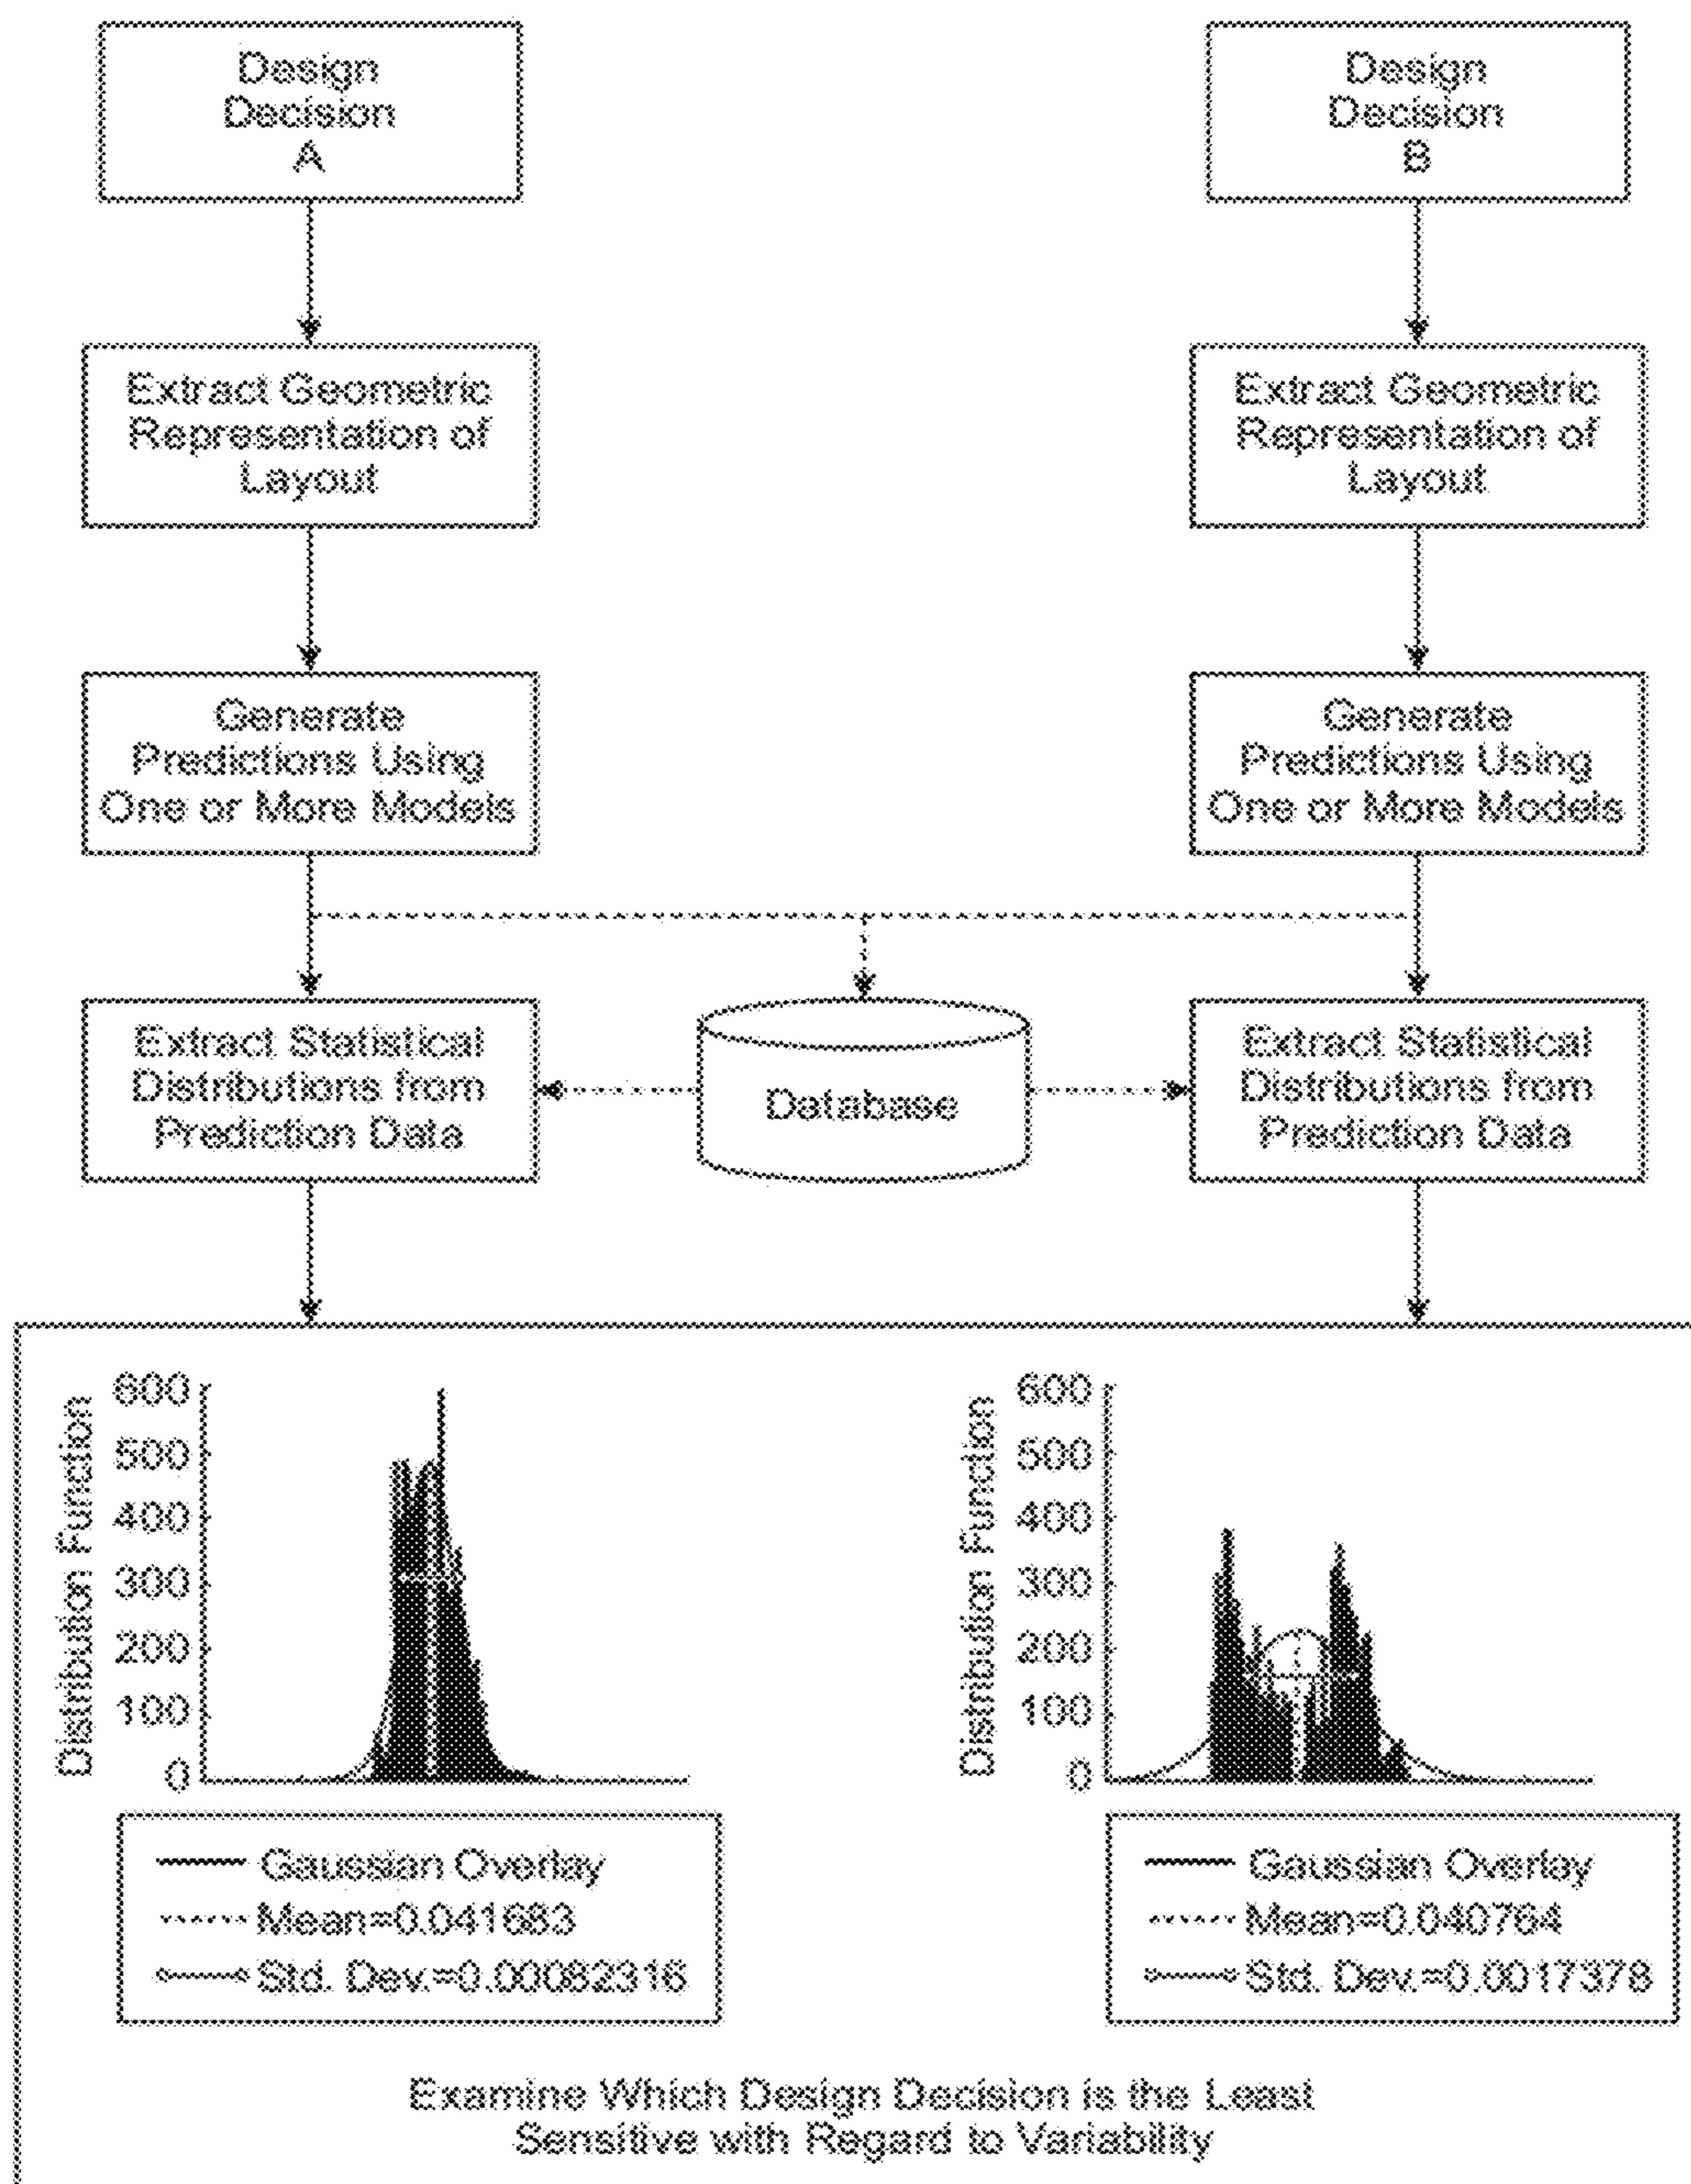 Design
Decision
A
Design
Decision
B
Extract Geometric
Representation of
Layout
Extract Geometric
Representation of
Layout
Generate
Predictions Using
One or More Models
Generate
Predictions Using
One or More Models
Extract Statistical
Distributions from
Prediction Data
Database
Extract Statistical
Distributions from
Prediction Data
Distribution Function
600
500
400
300
200
100
0
Gaussian Overlay
Mean=0.041683
Std. Dev.=0.00082316
Distribution Function
600
500
400
300
200
100
0
Gaussian Overlay
Mean=0.040764
Std. Dev.=0.0017378
Examine Which Design Decision is the Least
Sensitive with Regard to Variability